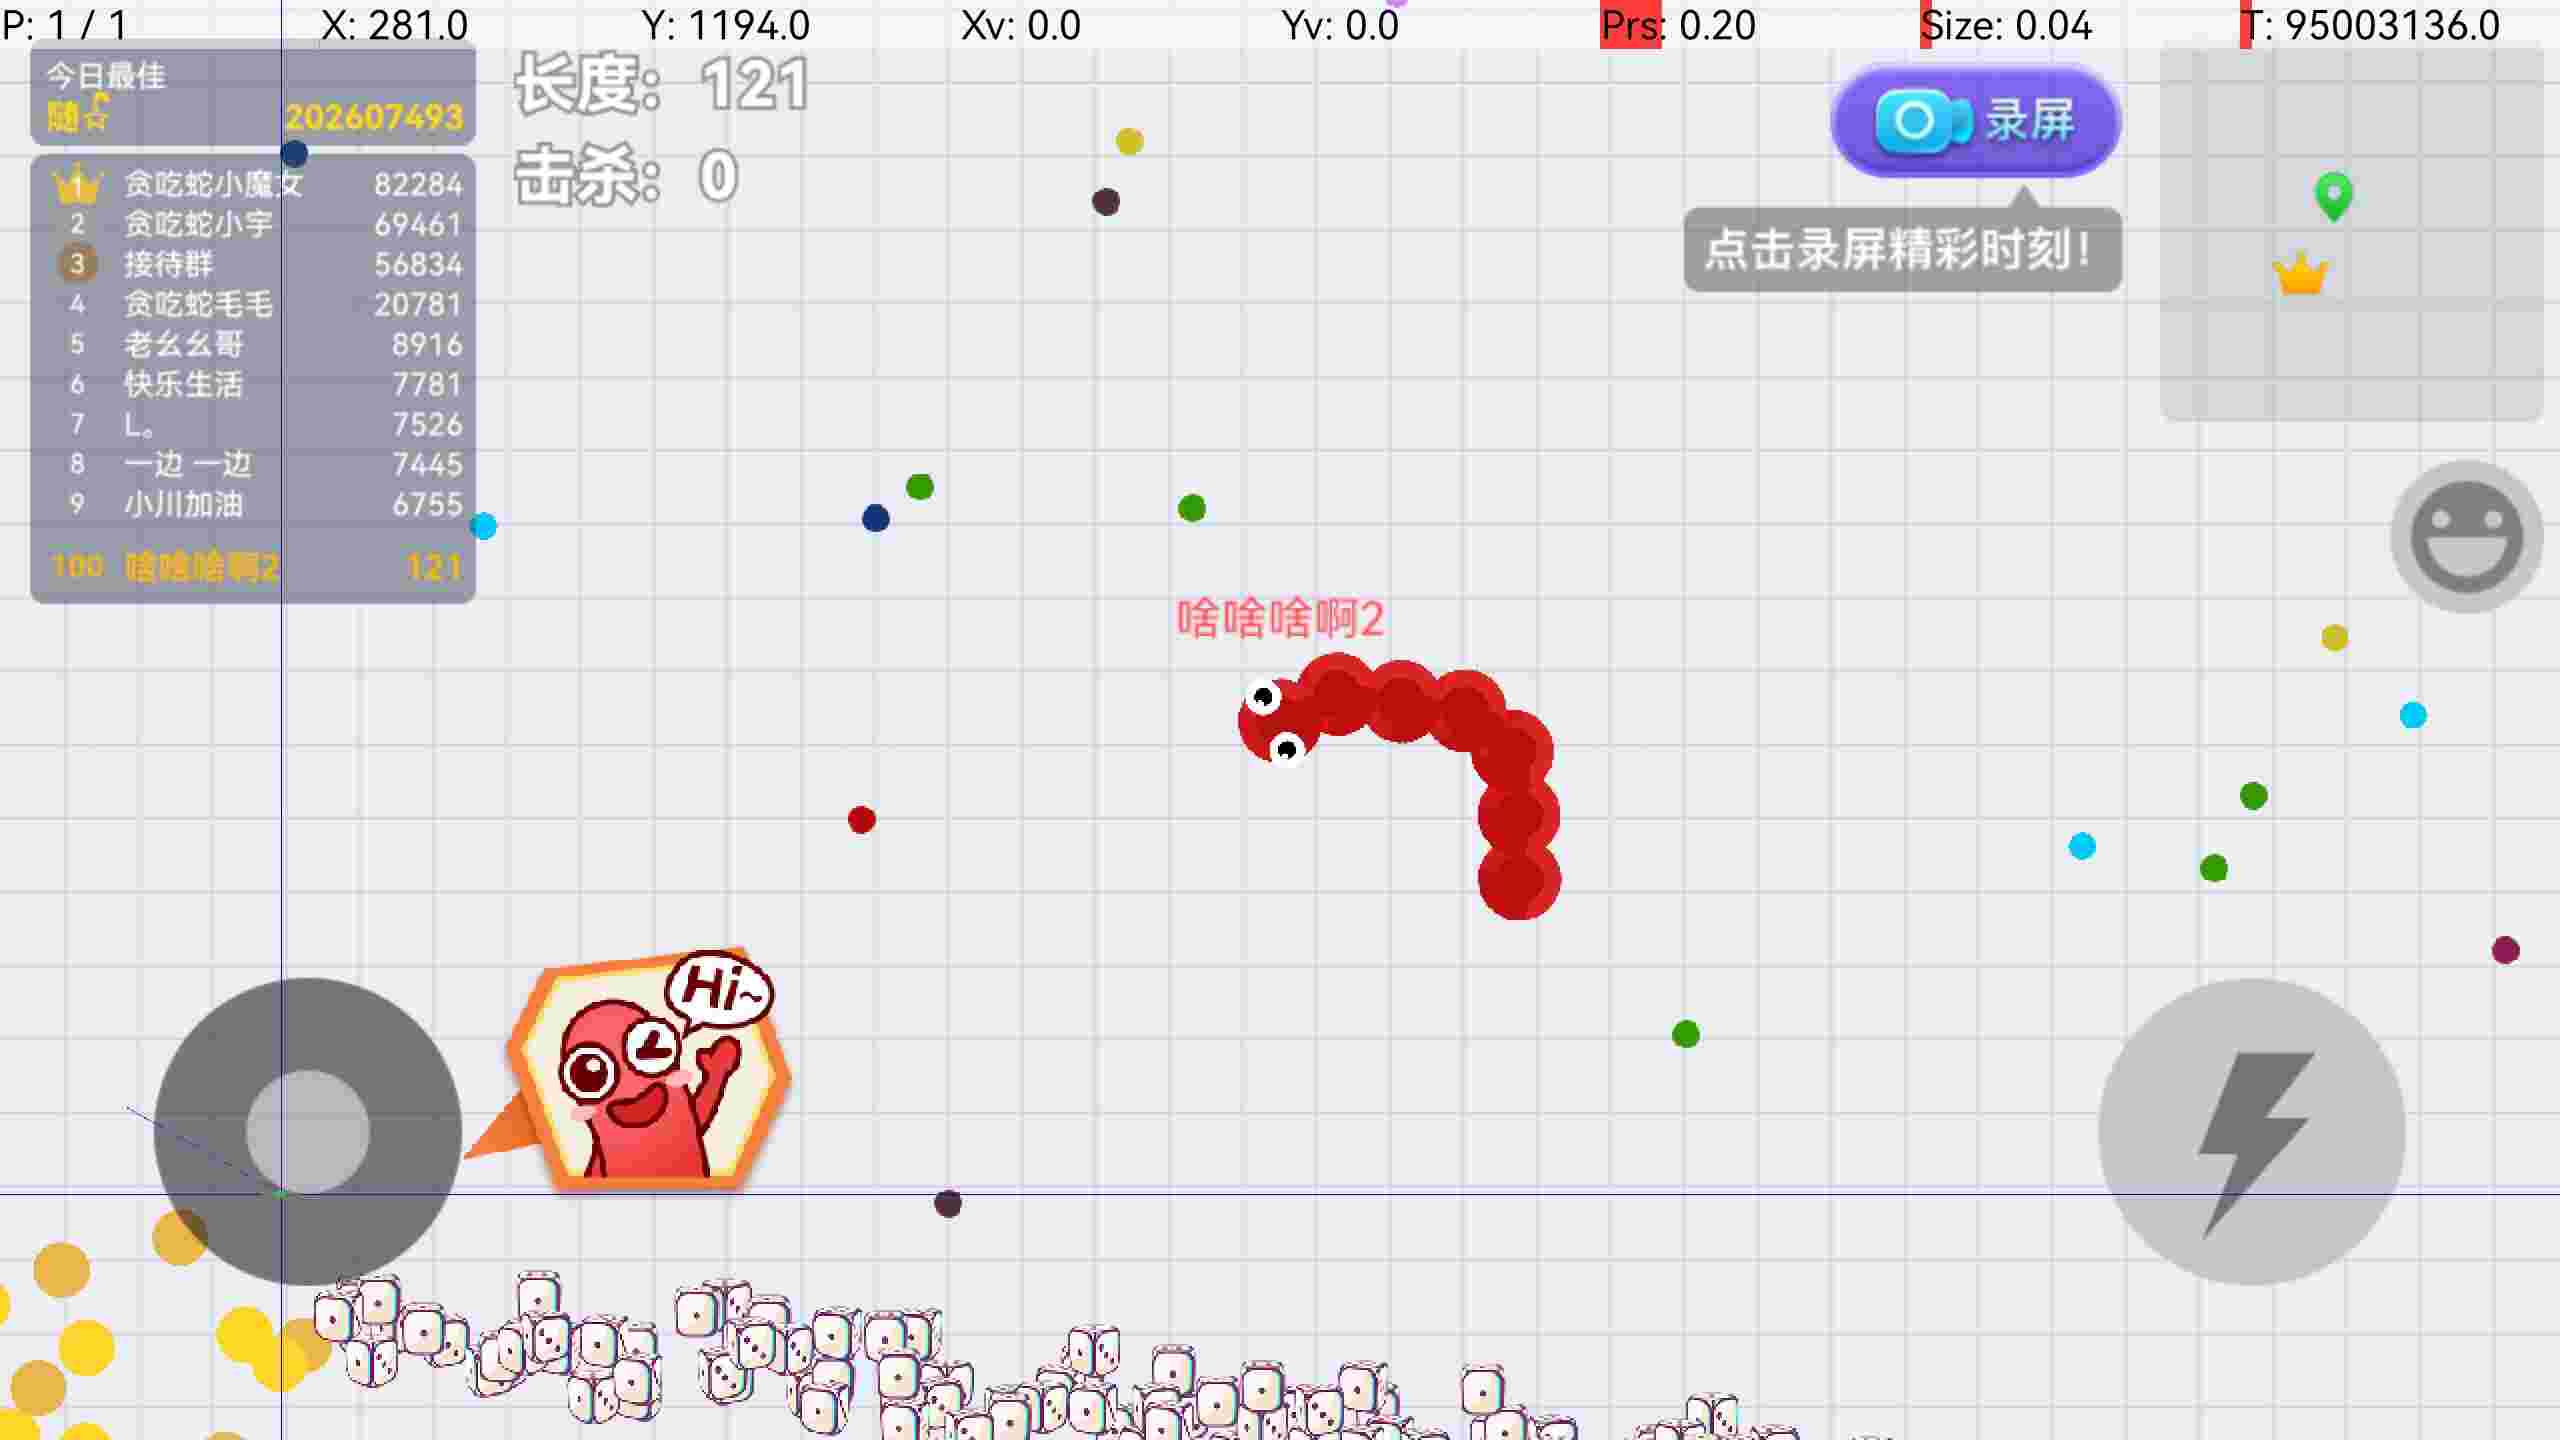 P: 1 / 1 X: 281.0 Y: 1194.0 Xv: 0.0 Yv: 0.0 Prs: 0.20 Size: 0.04 T: 95003136.0
今日最佳
随 202607493
1 贪吃蛇小魔女 82284
2 贪吃蛇小宇 69461
3 接待群 56834
4 贪吃蛇毛毛 20781
5 老幺幺哥 8916
6 快乐生活 7781
7 L。 7526
8 一边 一边 7445
9 小川加油 6755
100 啥啥啥啊2 121
长度：121
击杀：0
录屏
点击录屏精彩时刻！
啥啥啥啊2
Hi~